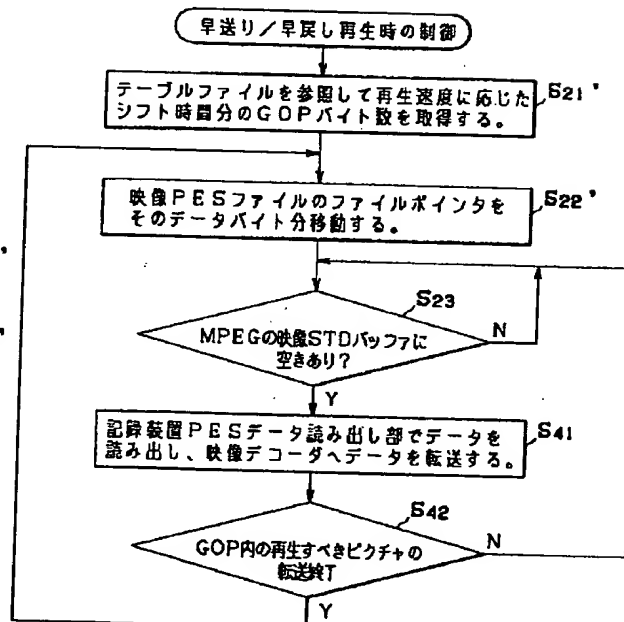 早送り／早戻し再生時の制御
テーブルファイルを参照して再生速度に応じた
シフト時間分のGOPバイト数を取得する。
S21'
映像PESファイルのファイルポインタを
そのデータバイト分移動する。
S22'
S23
MPEGの映像STDバッファに
空きあり?
N
Y
記録装置PESデータ読み出し部でデータを
読み出し、映像デコーダへデータを転送する。
S41
S42
GOP内の再生すべきピクチャの
転送終了
N
Y